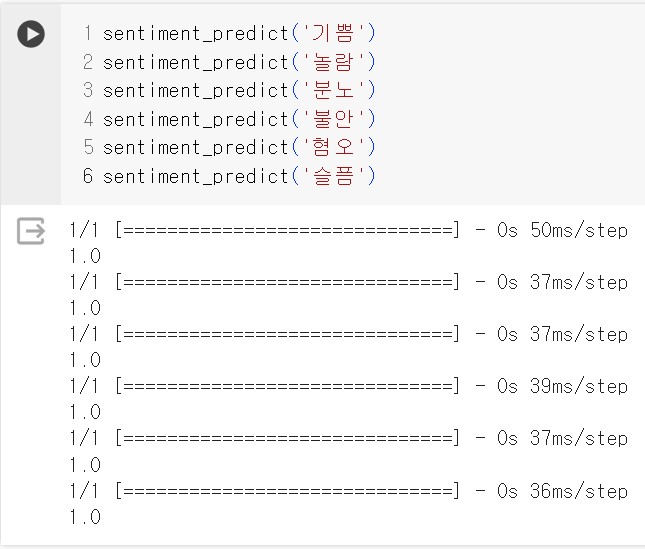 1 sentiment_predict('기쁨')
2 sentiment_predict('놀람')
3 sentiment_predict('분노')
4 sentiment_predict('불안')
5 sentiment_predict('혐오')
6 sentiment_predict('슬픔')
1/1 [==============================] - 0s 50ms/step
1.0
1/1 [==============================] - 0s 37ms/step
1.0
1/1 [==============================] - 0s 37ms/step
1.0
1/1 [==============================] - 0s 39ms/step
1.0
1/1 [==============================] - 0s 37ms/step
1.0
1/1 [==============================] - 0s 36ms/step
1.0